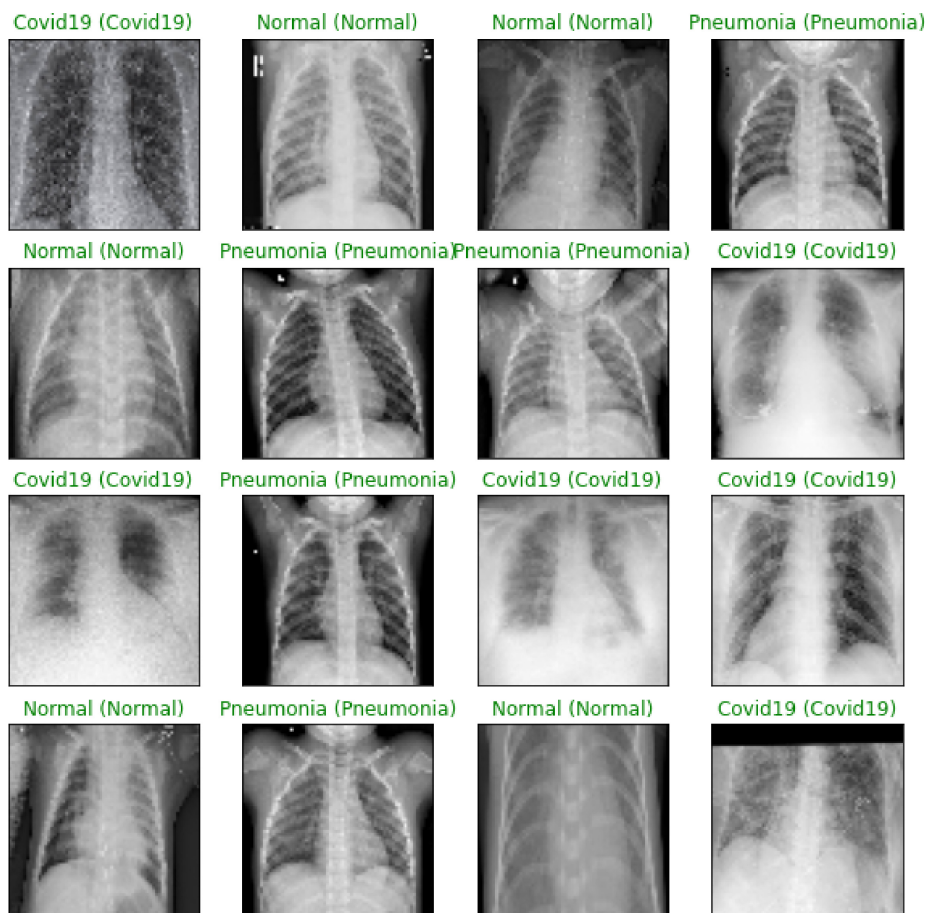 Covid19 (Covid19) Normal (Normal) Normal (Normal) Pneumonia (Pneumonia)
Normal (Normal) Pneumonia (Pneumonia) Pneumonia (Pneumonia) Covid19 (Covid19)
Covid19 (Covid19) Pneumonia (Pneumonia) Covid19 (Covid19) Covid19 (Covid19)
Normal (Normal) Pneumonia (Pneumonia) Normal (Normal) Covid19 (Covid19)